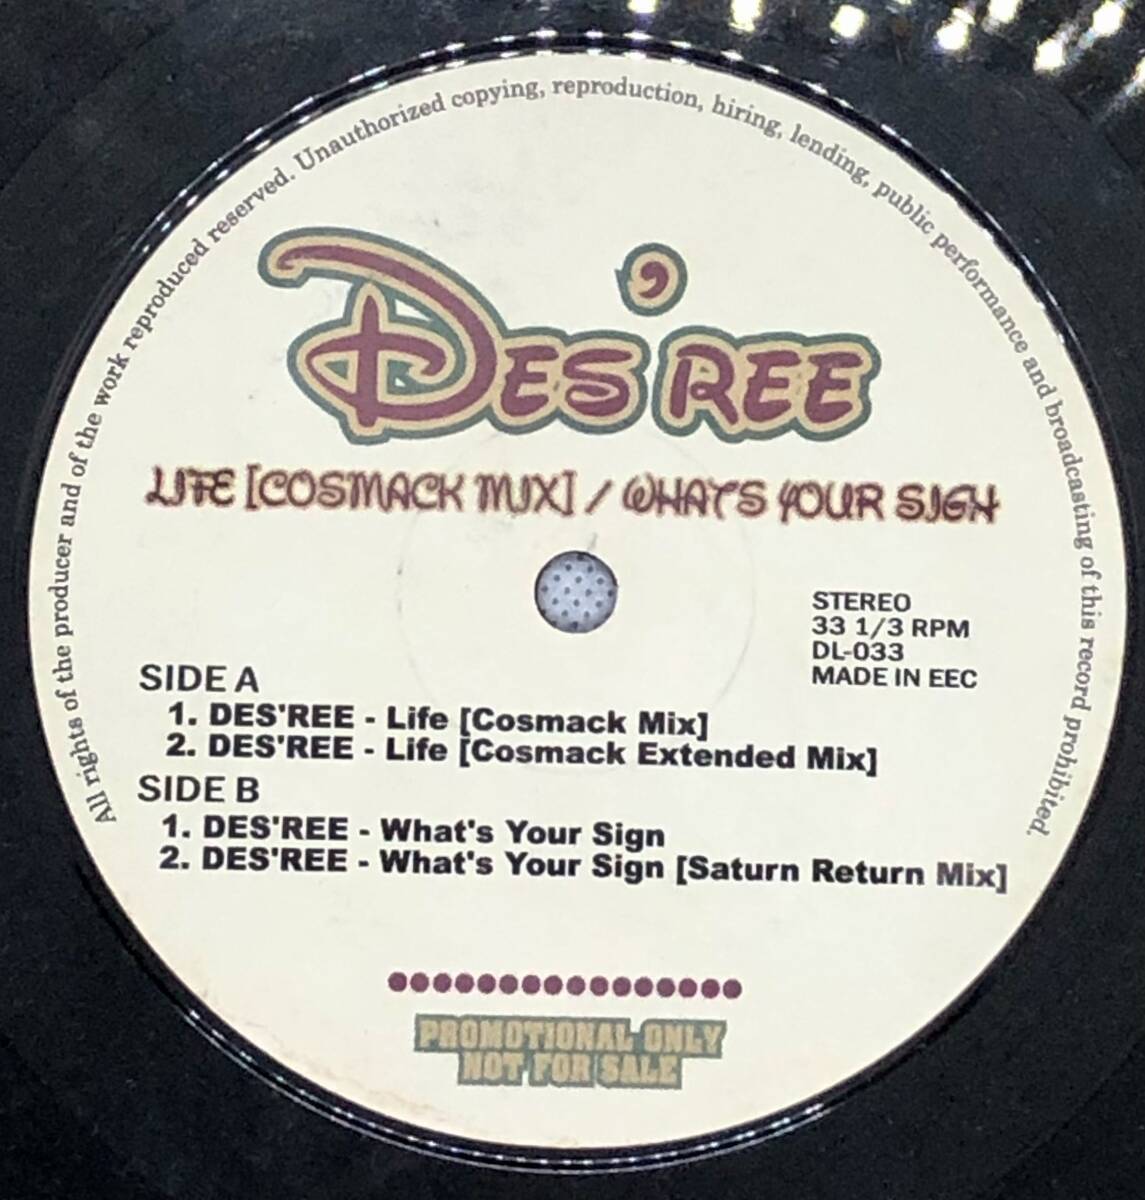 All rights of the producer and of the work reproduced reserved. Unauthorized copying, reproduction, hiring, lending, public performance and broadcasting of this record prohibited.
DES'REE
LIFE [COSMACK MIX] / WHATS YOUR SIGN
STEREO
33 1/3 RPM
DL-033
MADE IN EEC
SIDE A
1. DES'REE - Life [Cosmack Mix]
2. DES'REE - Life [Cosmack Extended Mix]
SIDE B
1. DES'REE - What's Your Sign
2. DES'REE - What's Your Sign [Saturn Return Mix]
PROMOTIONAL ONLY
NOT FOR SALE